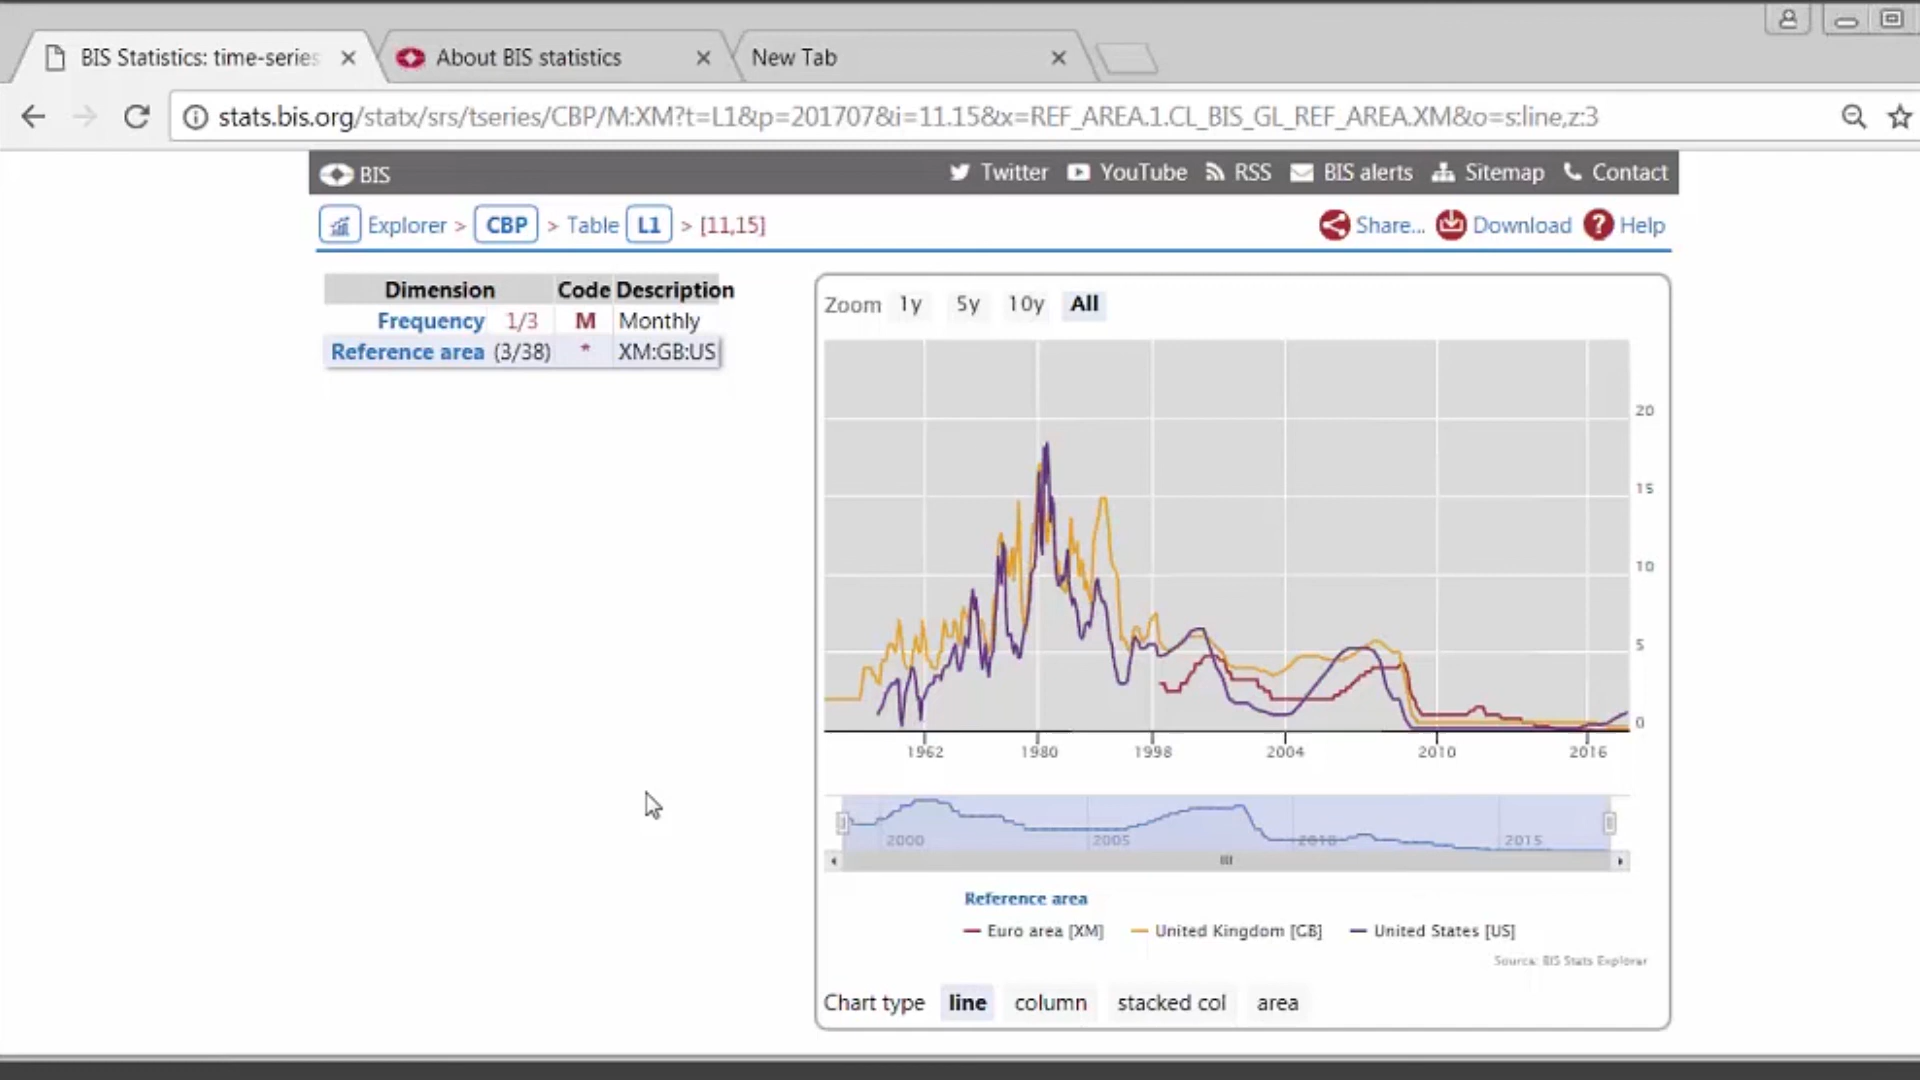 BIS Statistics: time-series
About BIS statistics
New Tab
stats.bis.org/statx/srs/tseries/CBP/M:XM?t=L1&p=201707&i=11.15&x=REF_AREA.1.CL_BIS_GL_REF_AREA.XM&o=s:line,z:3
BIS Twitter YouTube RSS BIS alerts Sitemap Contact
Explorer > CBP > Table L1 > [11,15] Share... Download Help
Dimension Code Description
Frequency 1/3 M Monthly
Reference area (3/38) * XM:GB:US
Zoom 1y 5y 10y All
20
15
10
5
0
1962 1980 1998 2004 2010 2016
2000 2005 2010 2015
Reference area
Euro area [XM] United Kingdom [GB] United States [US]
Source: BIS Stats Explorer
Chart type line column stacked col area